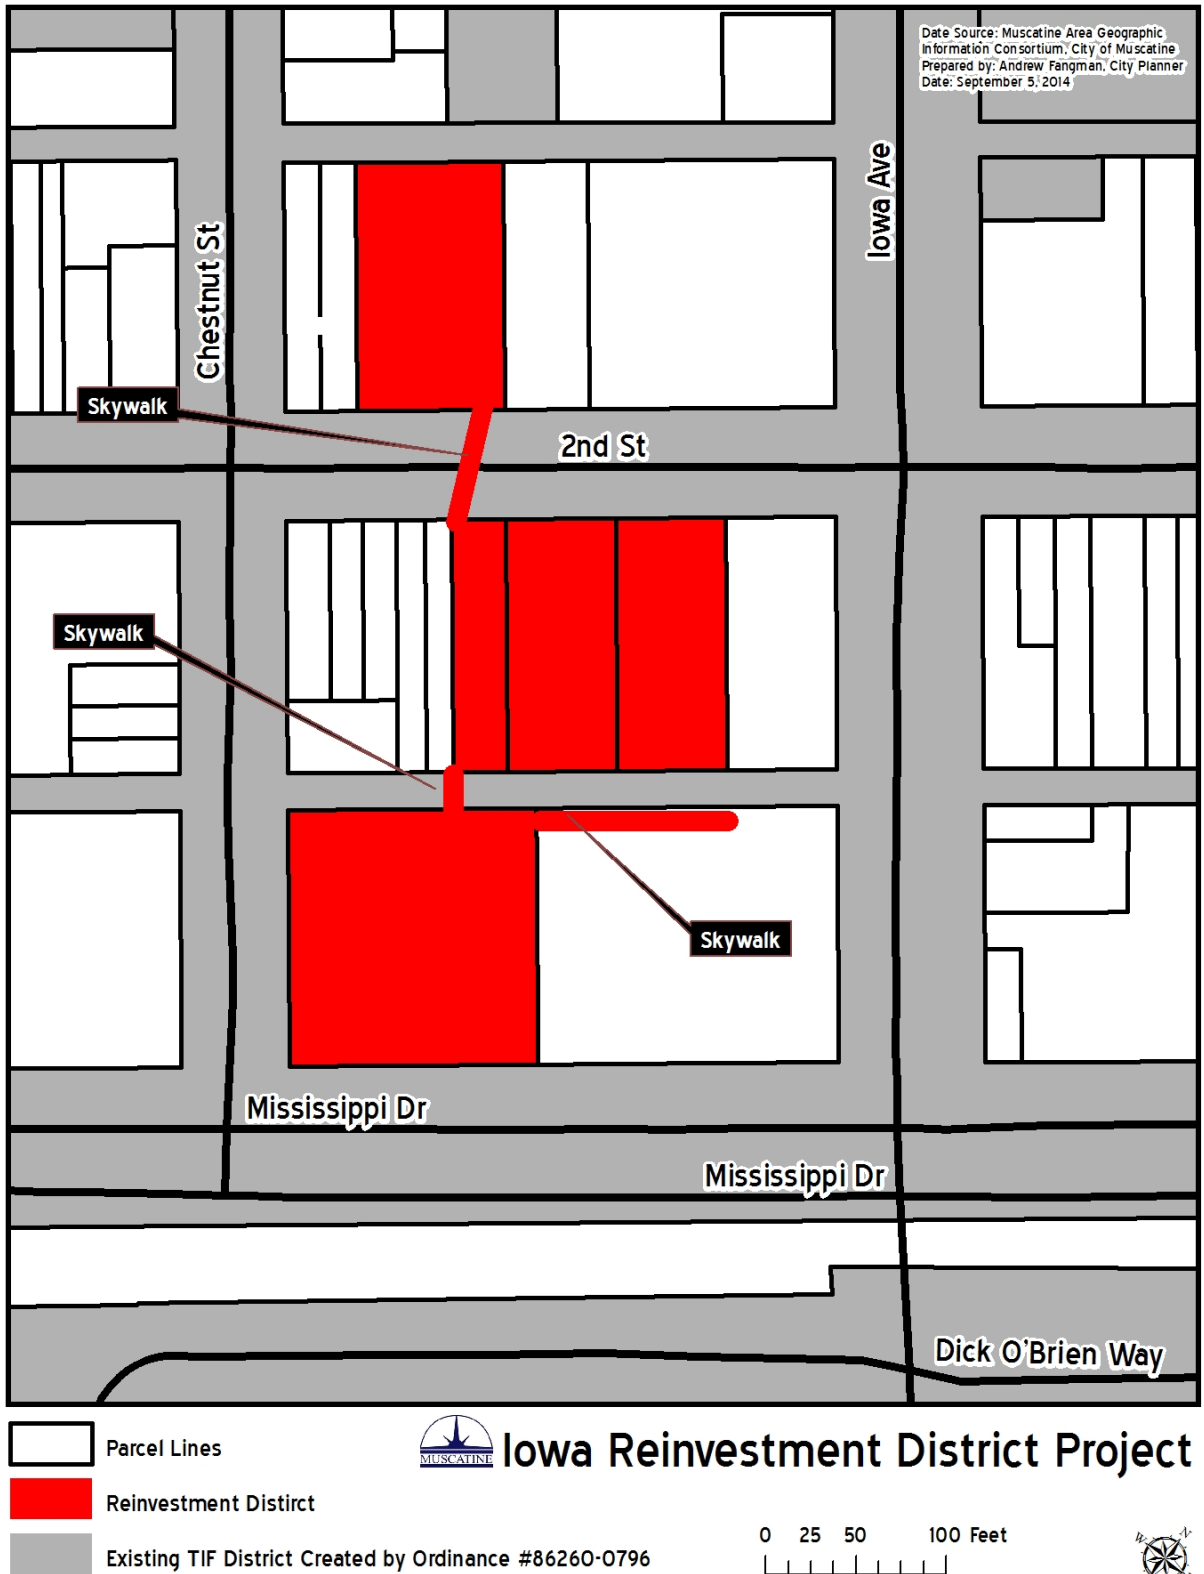 Date Source: Muscatine Area Geographic
Information Consortium, City of Muscatine
Prepared by: Andrew Fangman, City Planner
Date: September 5, 2014
Iowa Ave
Chestnut St
Skywalk
2nd St
Skywalk
Skywalk
Mississippi Dr
Mississippi Dr
Dick O'Brien Way
Parcel Lines
MUSCATINE
Iowa Reinvestment District Project
Reinvestment Distirct
Existing TIF District Created by Ordinance #86260-0796
0 25 50 100 Feet
W N